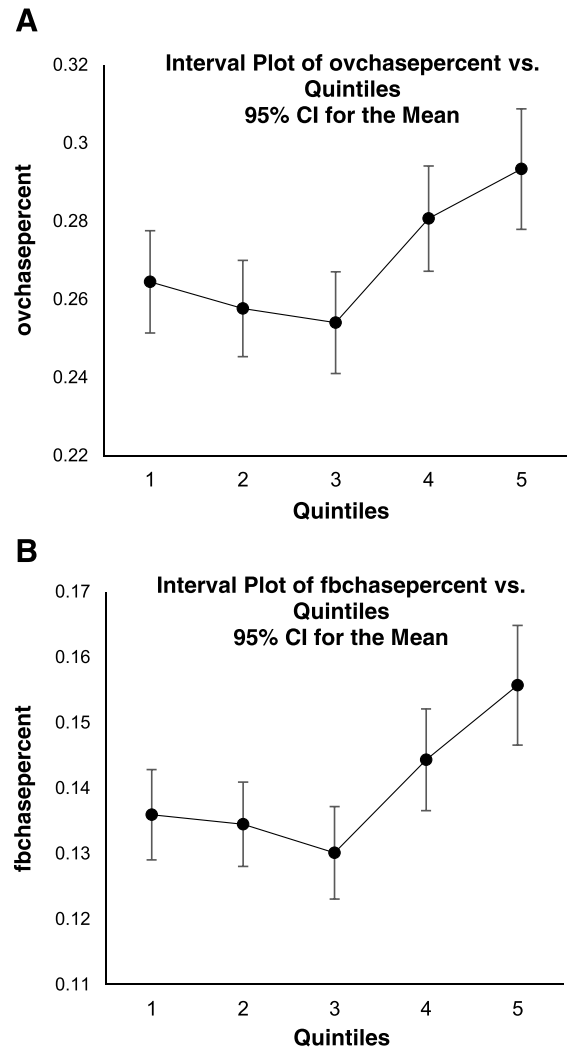 A
Interval Plot of ovchasepercent vs.
Quintiles
95% CI for the Mean
0.32
0.3
0.28
0.26
0.24
0.22
ovchasepercent
1 2 3 4 5
Quintiles
B
Interval Plot of fbchasepercent vs.
Quintiles
95% CI for the Mean
0.17
0.16
0.15
0.14
0.13
0.12
0.11
fbchasepercent
1 2 3 4 5
Quintiles